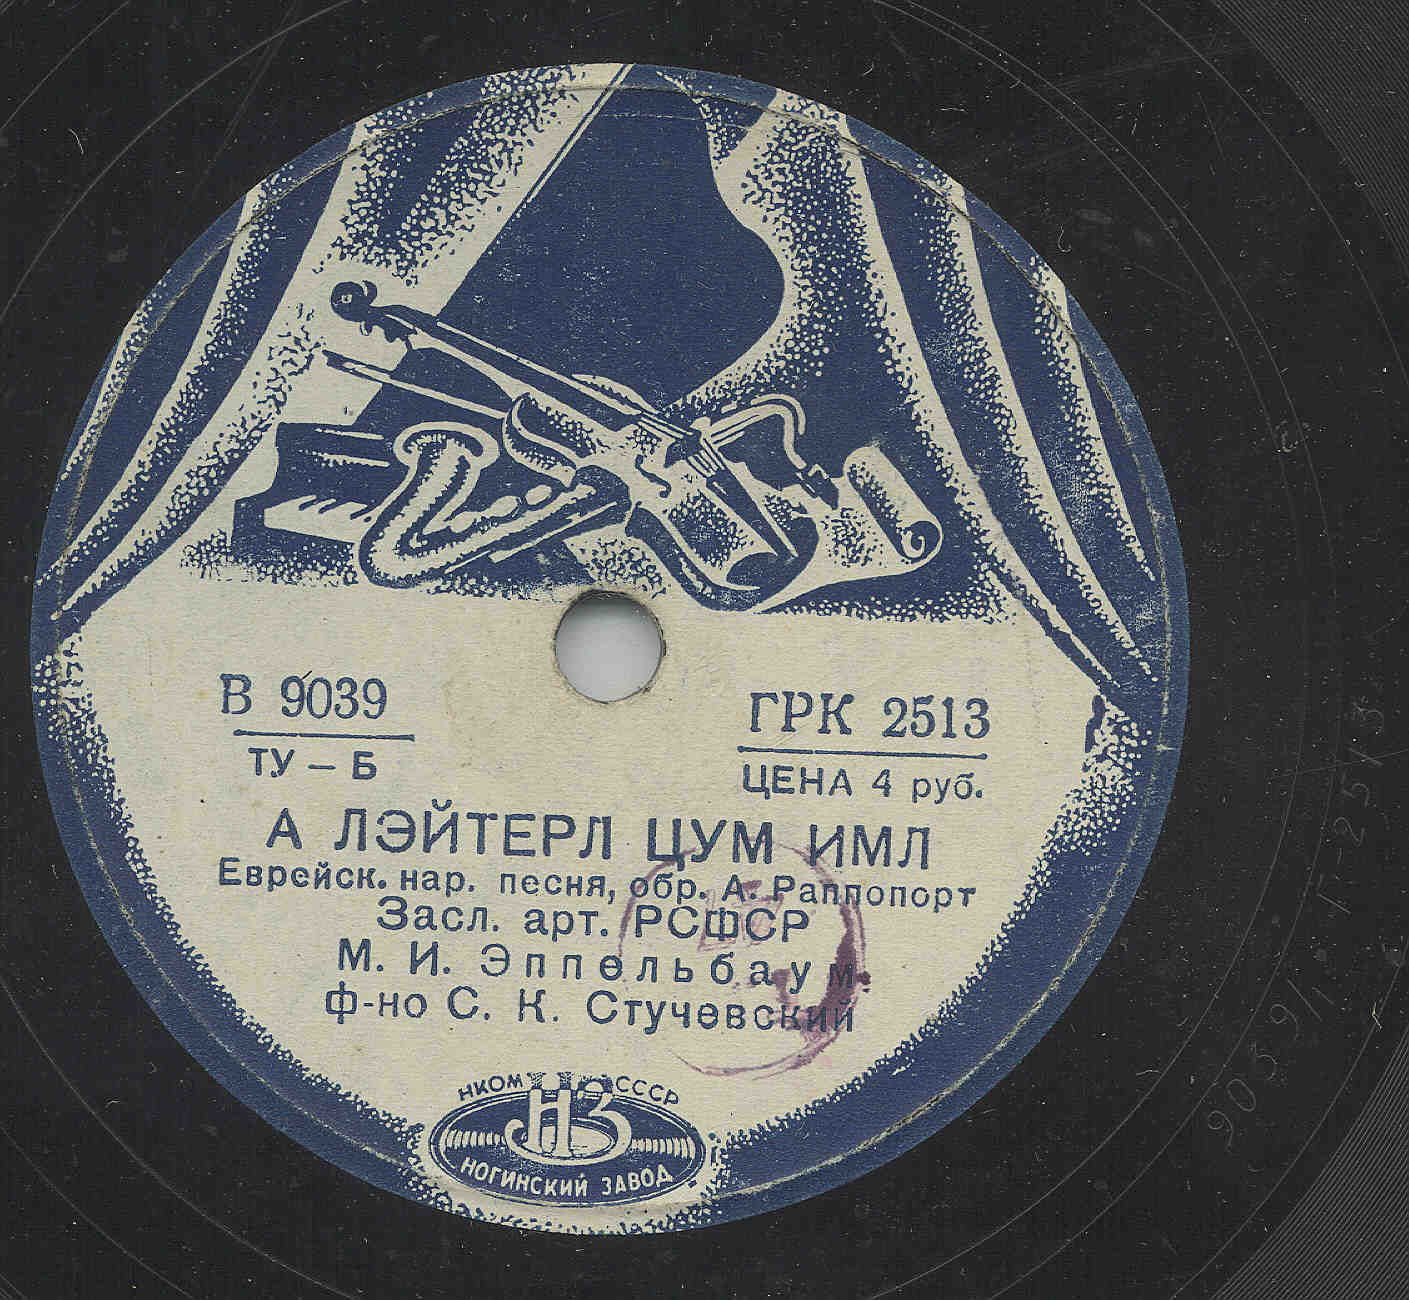 В 9039
ГРК 2513
ТУ – Б
ЦЕНА 4 руб.
А ЛЭЙТЕРЛ ЦУМ ИМЛ
Еврейск. нар. песня, обр. А. Раппопорт
Засл. арт. РСФСР
М. И. Эппельбаум
ф-но С. К. Стучевский
НКОМ СССР
НЗ
НОГИНСКИЙ ЗАВОД